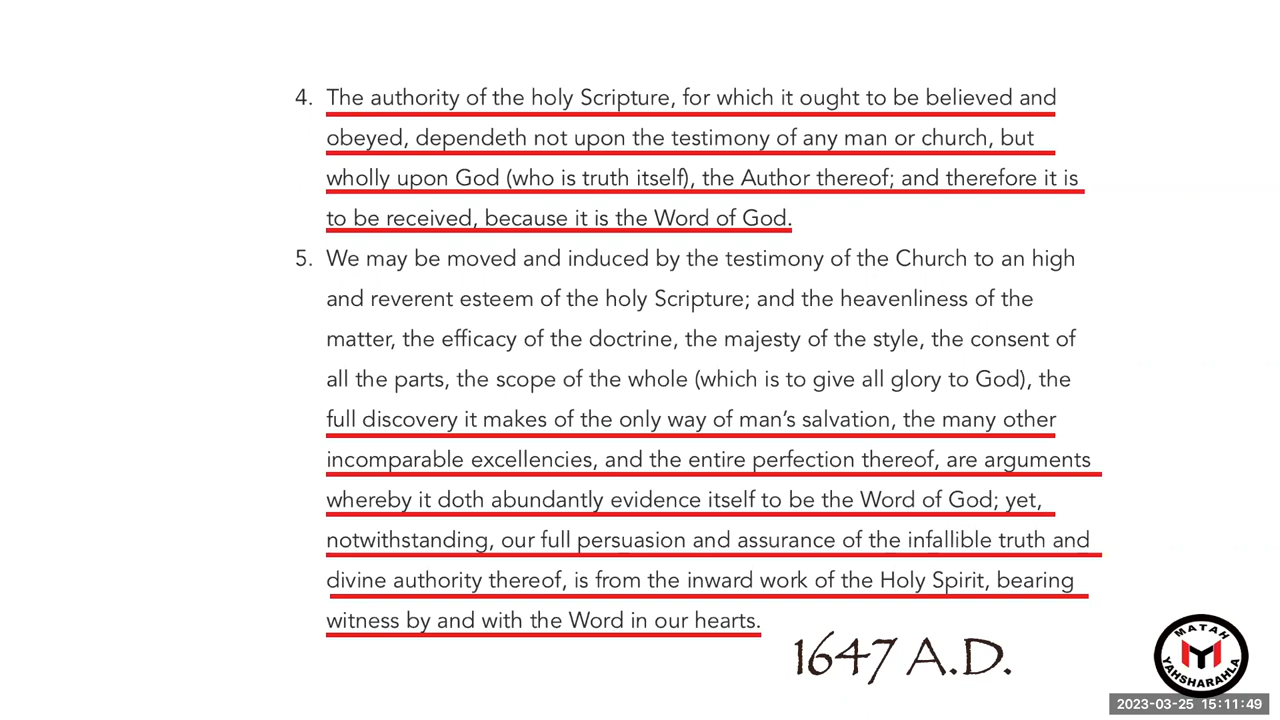 4. The authority of the holy Scripture, for which it ought to be believed and
obeyed, dependeth not upon the testimony of any man or church, but
wholly upon God (who is truth itself), the Author thereof; and therefore it is
to be received, because it is the Word of God.
5. We may be moved and induced by the testimony of the Church to an high
and reverent esteem of the holy Scripture; and the heavenliness of the
matter, the efficacy of the doctrine, the majesty of the style, the consent of
all the parts, the scope of the whole (which is to give all glory to God), the
full discovery it makes of the only way of man’s salvation, the many other
incomparable excellencies, and the entire perfection thereof, are arguments
whereby it doth abundantly evidence itself to be the Word of God; yet,
notwithstanding, our full persuasion and assurance of the infallible truth and
divine authority thereof, is from the inward work of the Holy Spirit, bearing
witness by and with the Word in our hearts.
1647 A.D.
MATAH
YAHSHARAHLA
2023-03-25 15:11:49